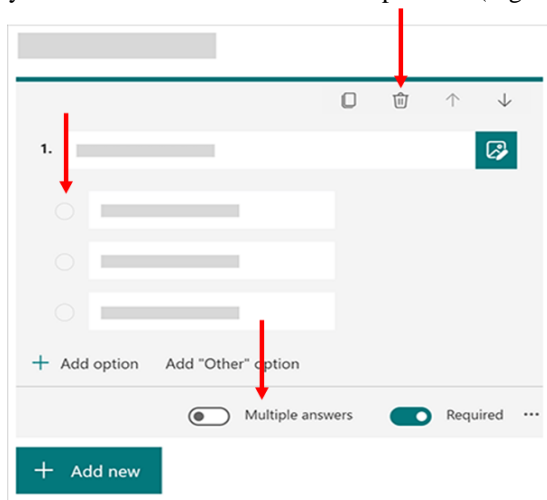 1.
+ Add option Add "Other" option
Multiple answers Required ...
+ Add new